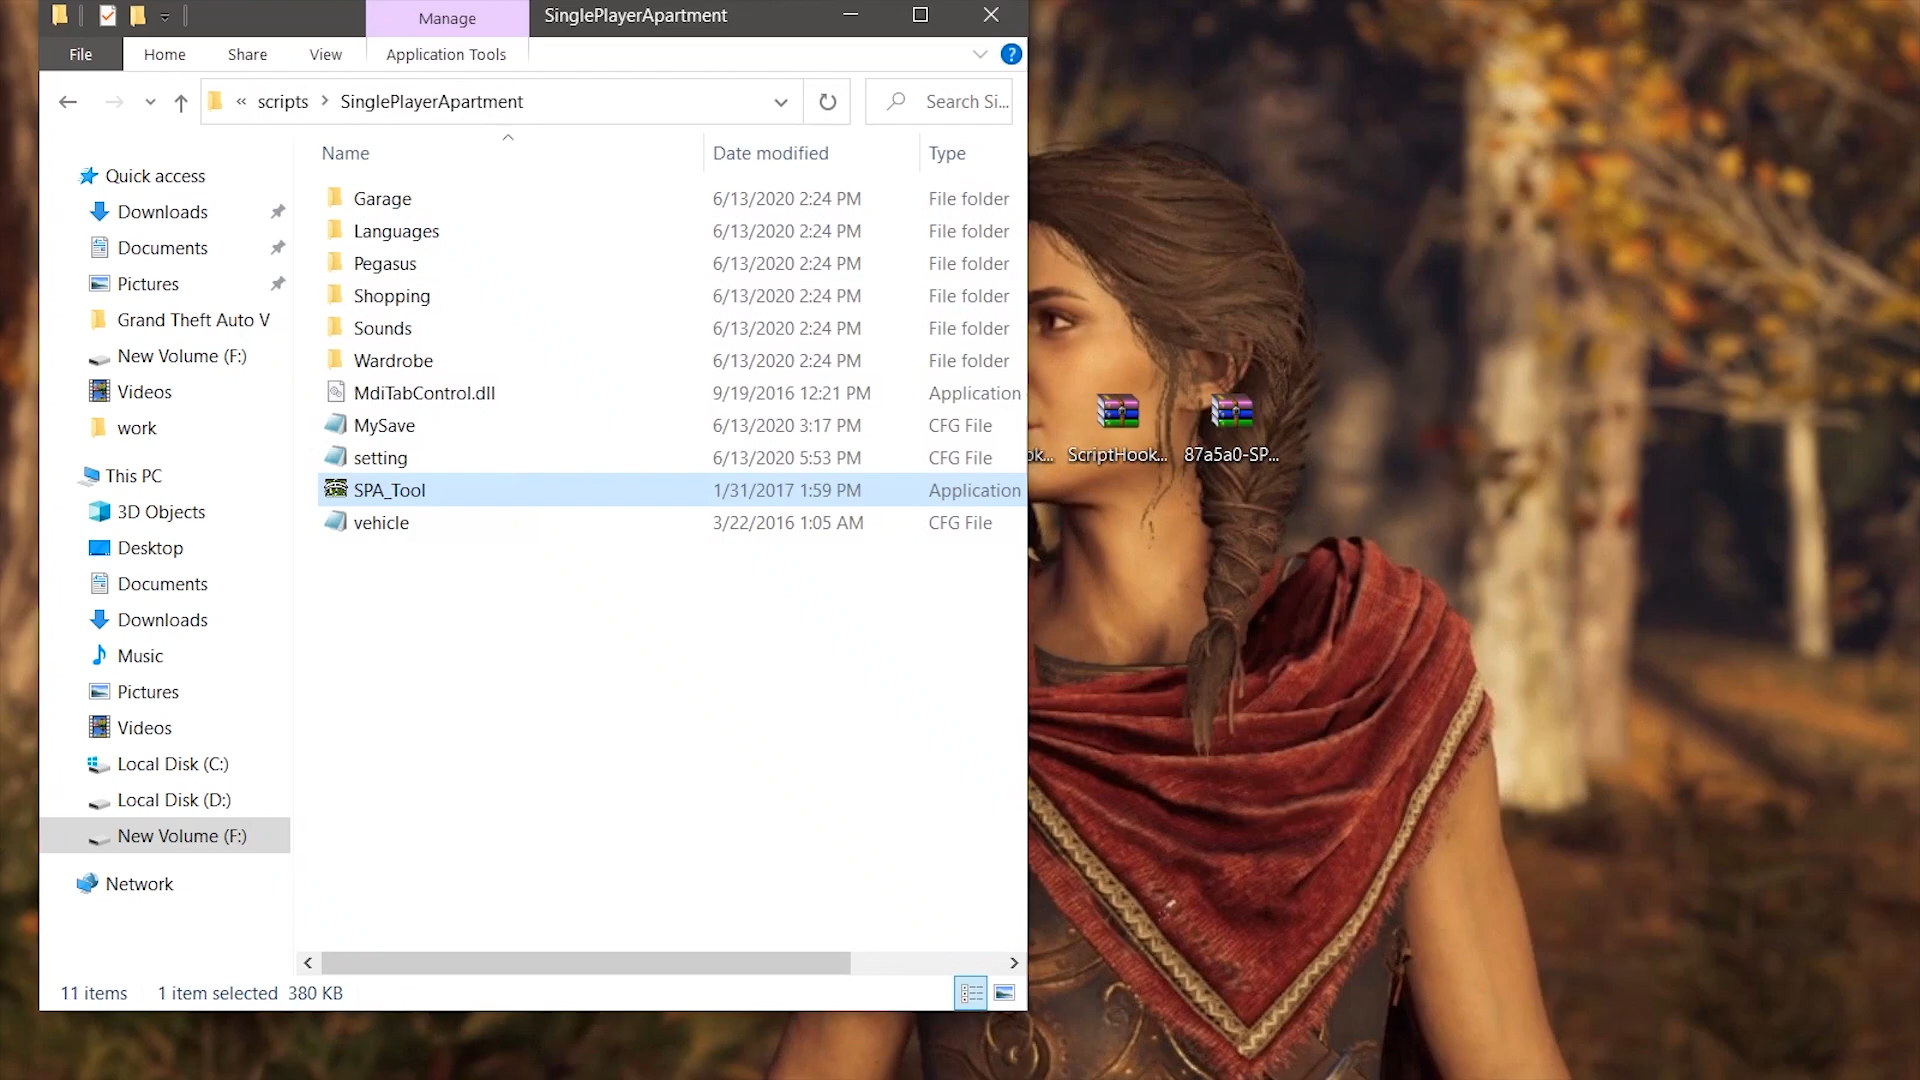 Manage
SinglePlayerApartment
File
Home
Share
View
Application Tools
?
« scripts > SinglePlayerApartment
Search Si...
Name
Date modified
Type
Quick access
Downloads
Documents
Pictures
Grand Theft Auto V
New Volume (F:)
Videos
work
This PC
3D Objects
Desktop
Documents
Downloads
Music
Pictures
Videos
Local Disk (C:)
Local Disk (D:)
New Volume (F:)
Network
Garage 6/13/2020 2:24 PM File folder
Languages 6/13/2020 2:24 PM File folder
Pegasus 6/13/2020 2:24 PM File folder
Shopping 6/13/2020 2:24 PM File folder
Sounds 6/13/2020 2:24 PM File folder
Wardrobe 6/13/2020 2:24 PM File folder
MdiTabControl.dll 9/19/2016 12:21 PM Application
MySave 6/13/2020 3:17 PM CFG File
setting 6/13/2020 5:53 PM CFG File
SPA_Tool 1/31/2017 1:59 PM Application
vehicle 3/22/2016 1:05 AM CFG File
11 items 1 item selected 380 KB
ok...
ScriptHook...
87a5a0-SP...